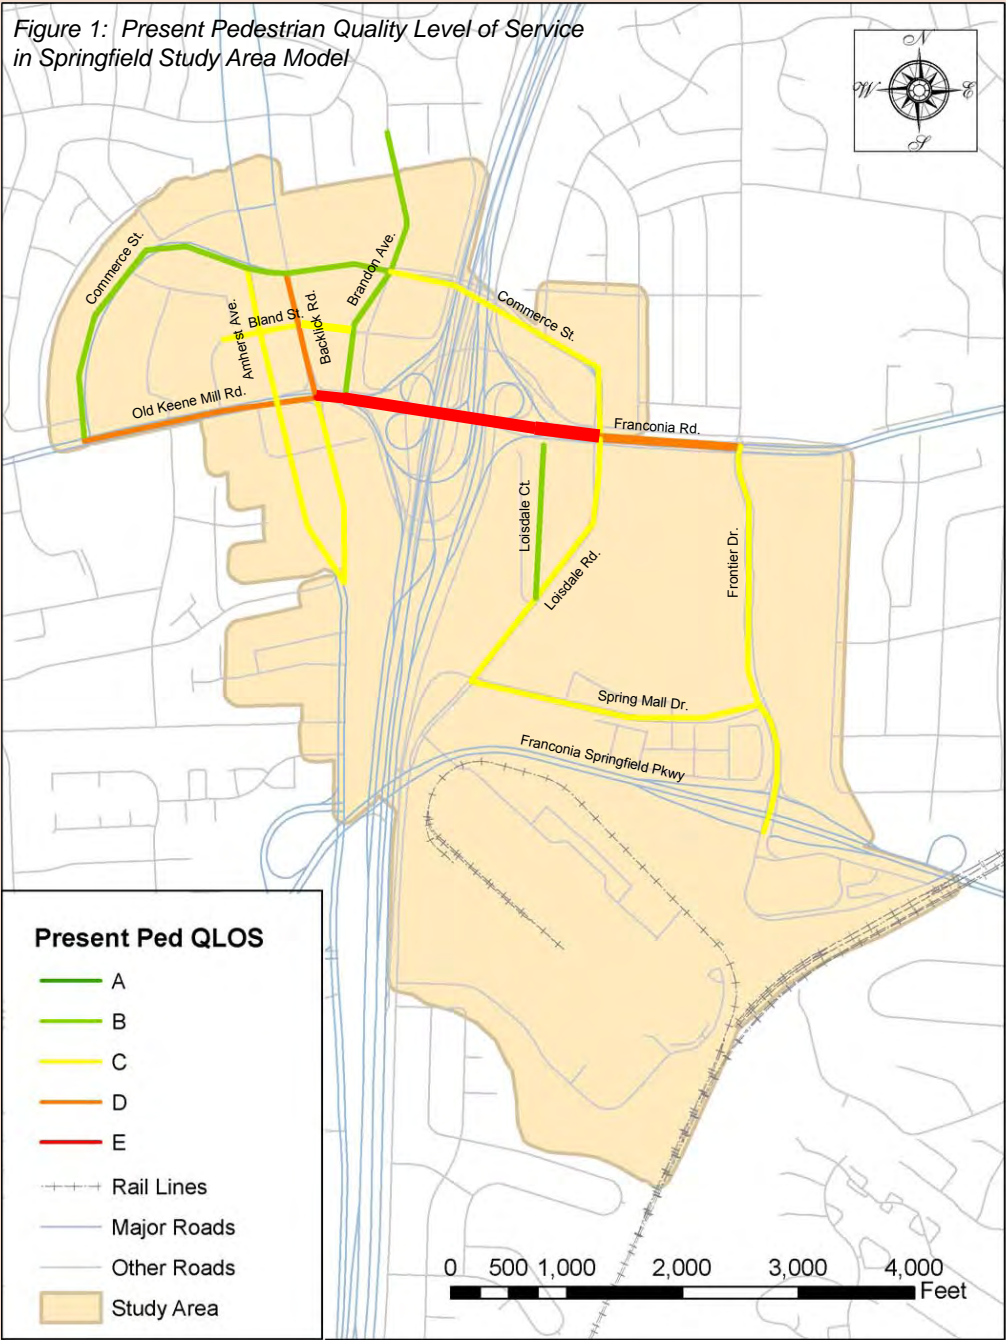 Figure 1: Present Pedestrian Quality Level of Service
in Springfield Study Area Model
N
W
E
S
Commerce St.
Brandon Ave.
Amherst Ave.
Bland St.
Backlick Rd.
Commerce St.
Old Keene Mill Rd.
Franconia Rd.
Loisdale Ct.
Loisdale Rd.
Frontier Dr.
Spring Mall Dr.
Franconia Springfield Pkwy
Present Ped QLOS
A
B
C
D
E
Rail Lines
Major Roads
Other Roads
Study Area
0 500 1,000 2,000 3,000 4,000
Feet